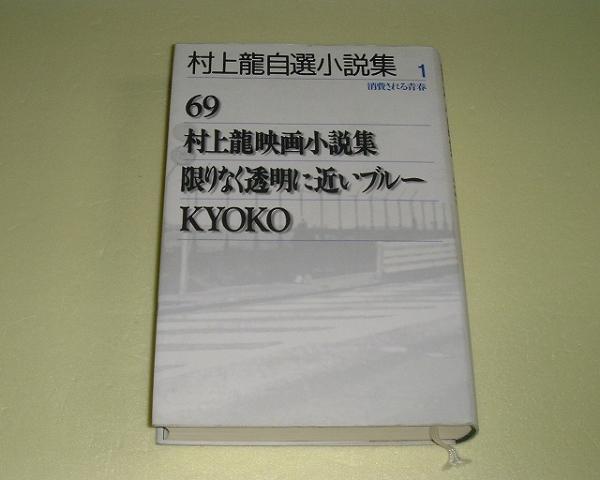 村上龍自選小説集 1
消費される青春
69
村上龍映画小説集
限りなく透明に近いブルー
KYOKO